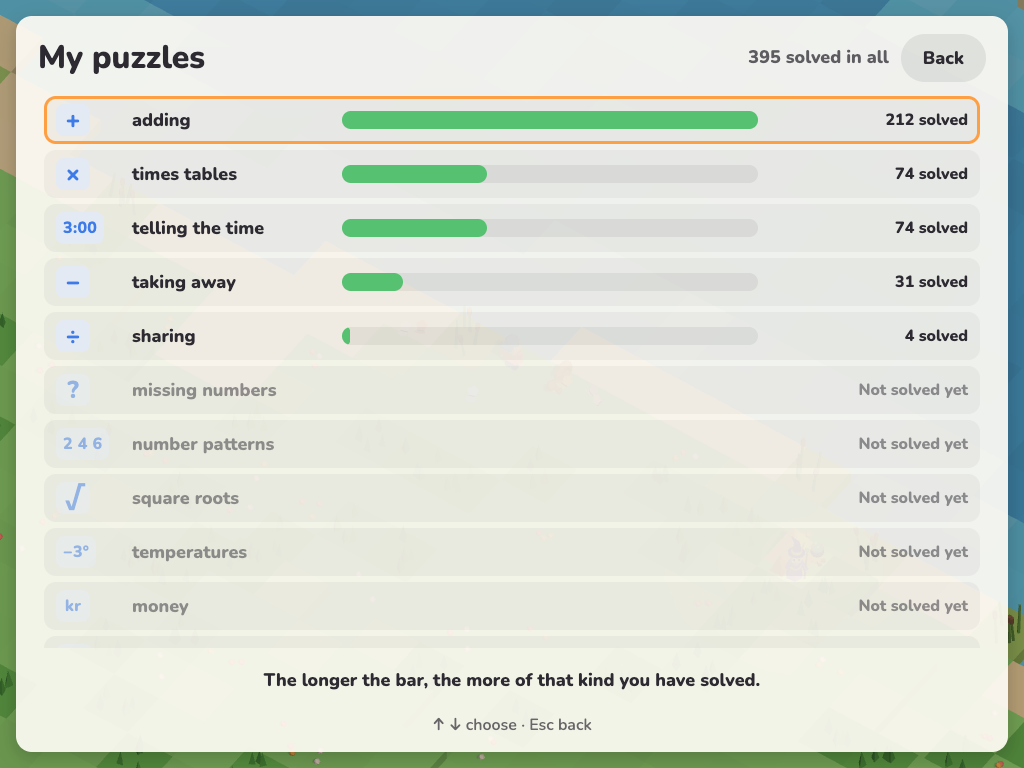 My puzzles
395 solved in all
Back
+ adding 212 solved
× times tables 74 solved
3:00 telling the time 74 solved
− taking away 31 solved
÷ sharing 4 solved
? missing numbers Not solved yet
2 4 6 number patterns Not solved yet
√ square roots Not solved yet
−3° temperatures Not solved yet
kr money Not solved yet
The longer the bar, the more of that kind you have solved.
↑ ↓ choose · Esc back